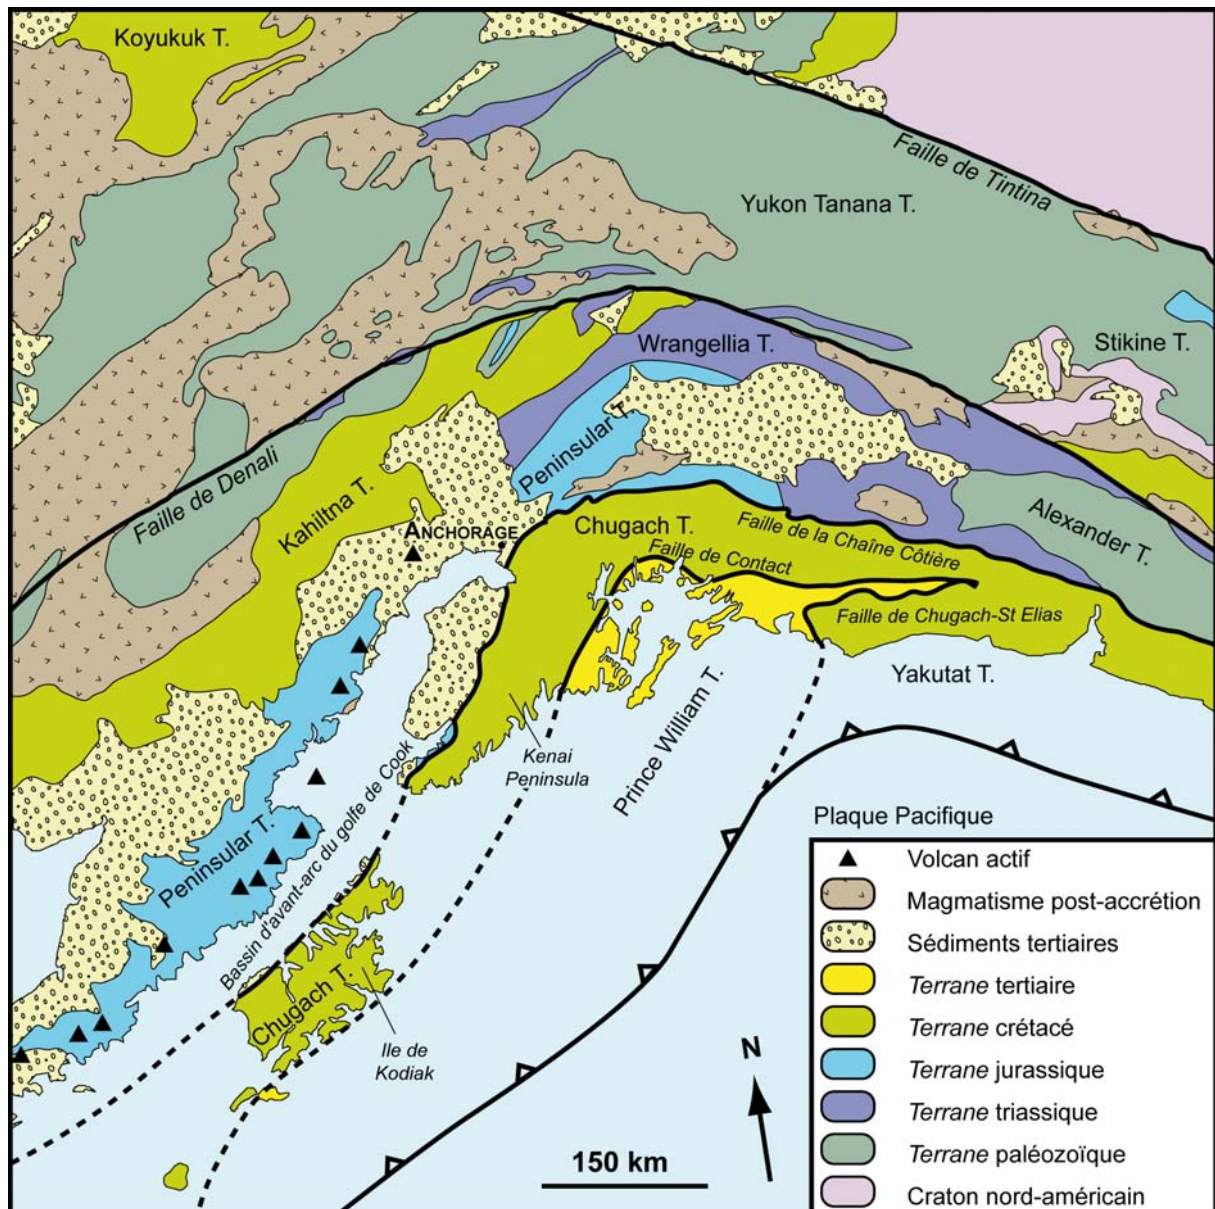 Koyukuk T.
Faille de Tintina
Yukon Tanana T.
Stikine T.
Wrangellia T.
Peninsular T.
Faille de Denali
Kahiltna T.
Alexander T.
ANCHORAGE
Chugach T.
Faille de la Chaîne Côtière
Faille de Contact
Faille de Chugach-St Elias
Yakutat T.
Kenai
Peninsula
Prince William T.
Bassin d'avant-arc du golfe de Cook
Peninsular T.
Plaque Pacifique
Chugach T.
Ile de
Kodiak
N
150 km
Volcan actif
Magmatisme post-accrétion
Sédiments tertiaires
Terrane tertiaire
Terrane crétacé
Terrane jurassique
Terrane triassique
Terrane paléozoïque
Craton nord-américain